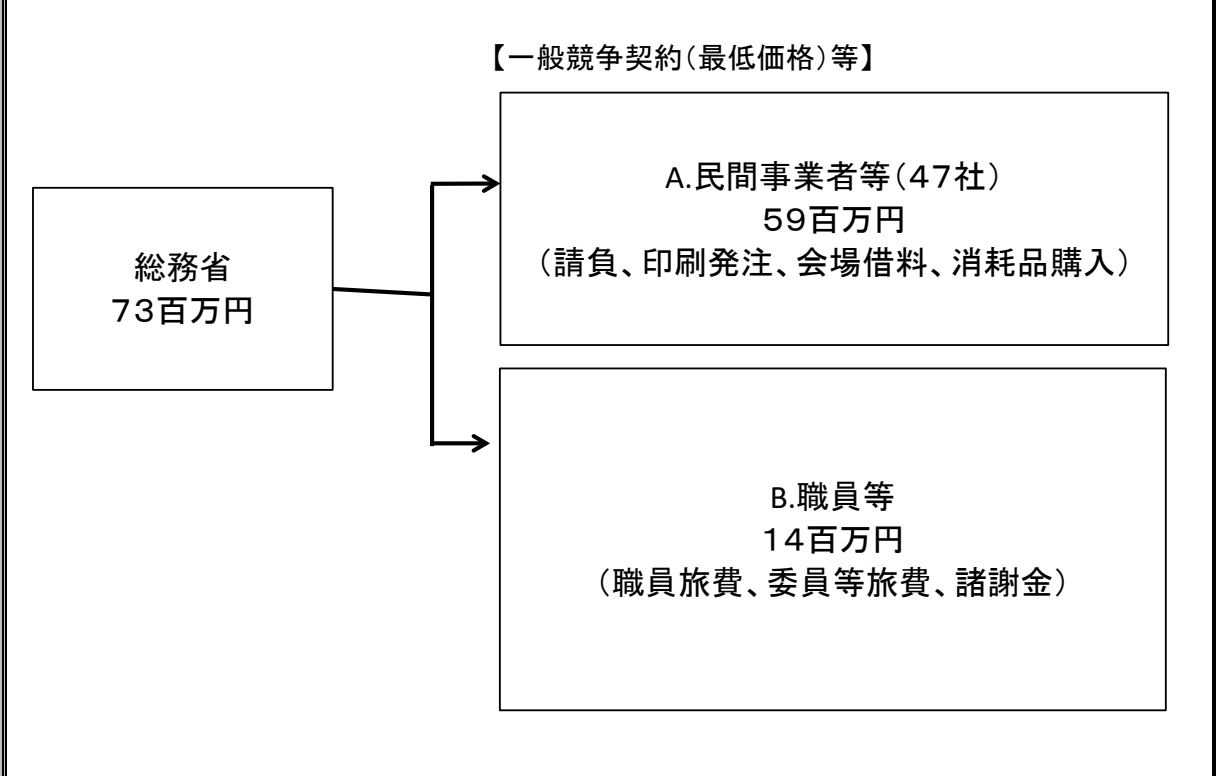 【一般競争契約（最低価格）等】
A.民間事業者等（４７社）
５９百万円
（請負、印刷発注、会場借料、消耗品購入）
総務省
７３百万円
B.職員等
１４百万円
（職員旅費、委員等旅費、諸謝金）